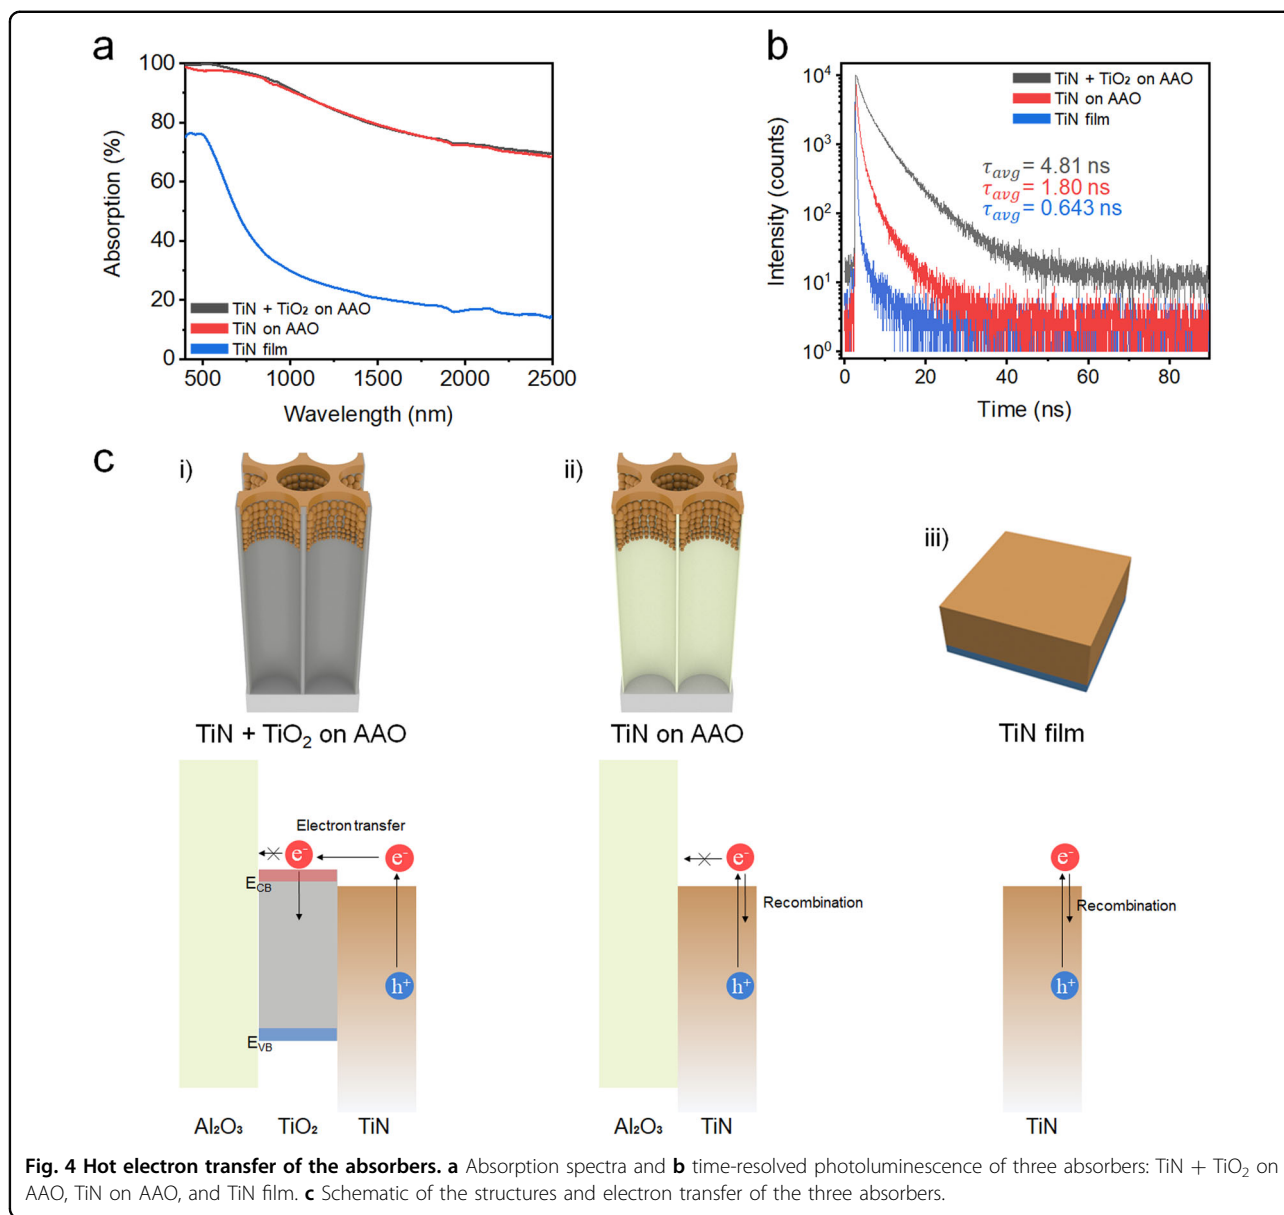 a
100
80
60
40
20
0
Absorption (%)
TiN + TiO₂ on AAO
TiN on AAO
TiN film
500 1000 1500 2000 2500
Wavelength (nm)
b
10⁴
10³
10²
10¹
10⁰
Intensity (counts)
TiN + TiO₂ on AAO
TiN on AAO
TiN film
τavg = 4.81 ns
τavg = 1.80 ns
τavg = 0.643 ns
0 20 40 60 80
Time (ns)
c
i)
ii)
iii)
TiN + TiO₂ on AAO
TiN on AAO
TiN film
Electron transfer
e⁻
e⁻
E_CB
h⁺
E_VB
Al₂O₃ TiO₂ TiN
e⁻
Recombination
h⁺
Al₂O₃ TiN
e⁻
Recombination
h⁺
TiN
Fig. 4 Hot electron transfer of the absorbers. a Absorption spectra and b time-resolved photoluminescence of three absorbers: TiN + TiO₂ on
AAO, TiN on AAO, and TiN film. c Schematic of the structures and electron transfer of the three absorbers.